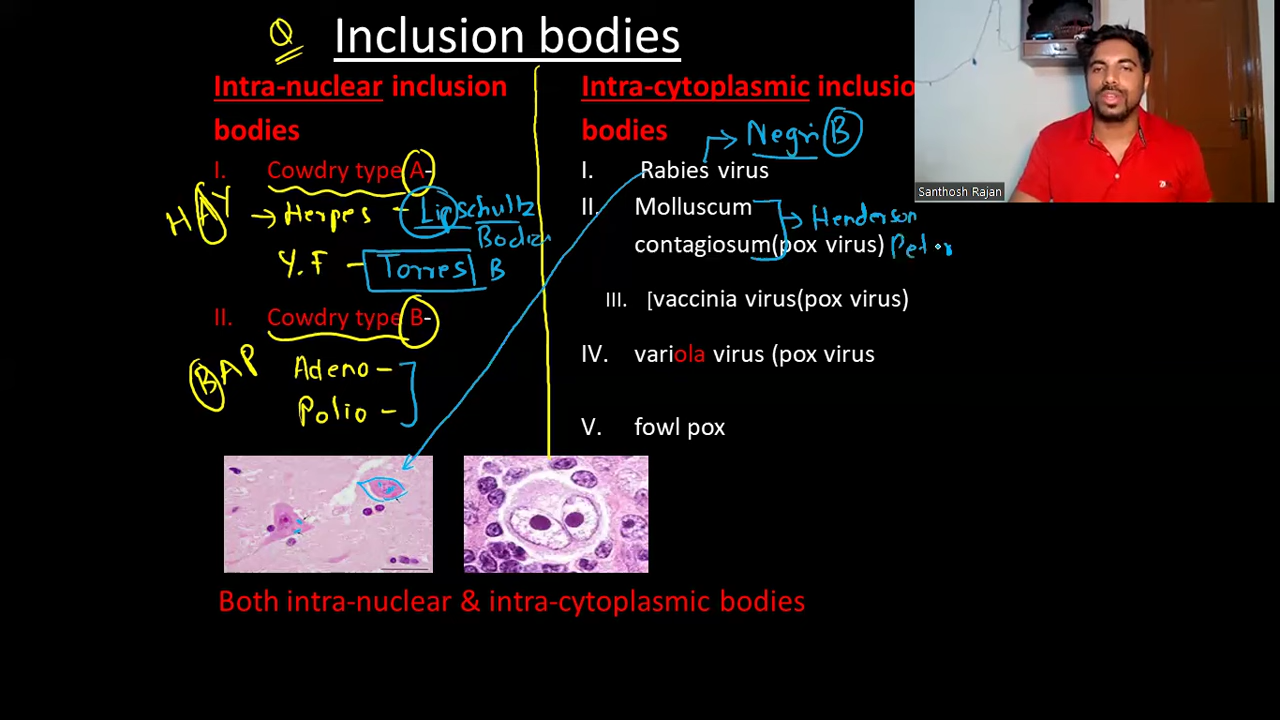 Q Inclusion bodies
Intra-nuclear inclusion
bodies
I. Cowdry type A-
HAY → Herpes - Lipschultz
Bodies
Y.F - Torres B
II. Cowdry type B-
BAP Adeno -
Polio -
Intra-cytoplasmic inclusio
bodies → Negri B
I. Rabies virus
II. Molluscum → Henderson
contagiosum(pox virus) Peter
III. [vaccinia virus(pox virus)
IV. variola virus (pox virus
V. fowl pox
Both intra-nuclear & intra-cytoplasmic bodies
Santhosh Rajan